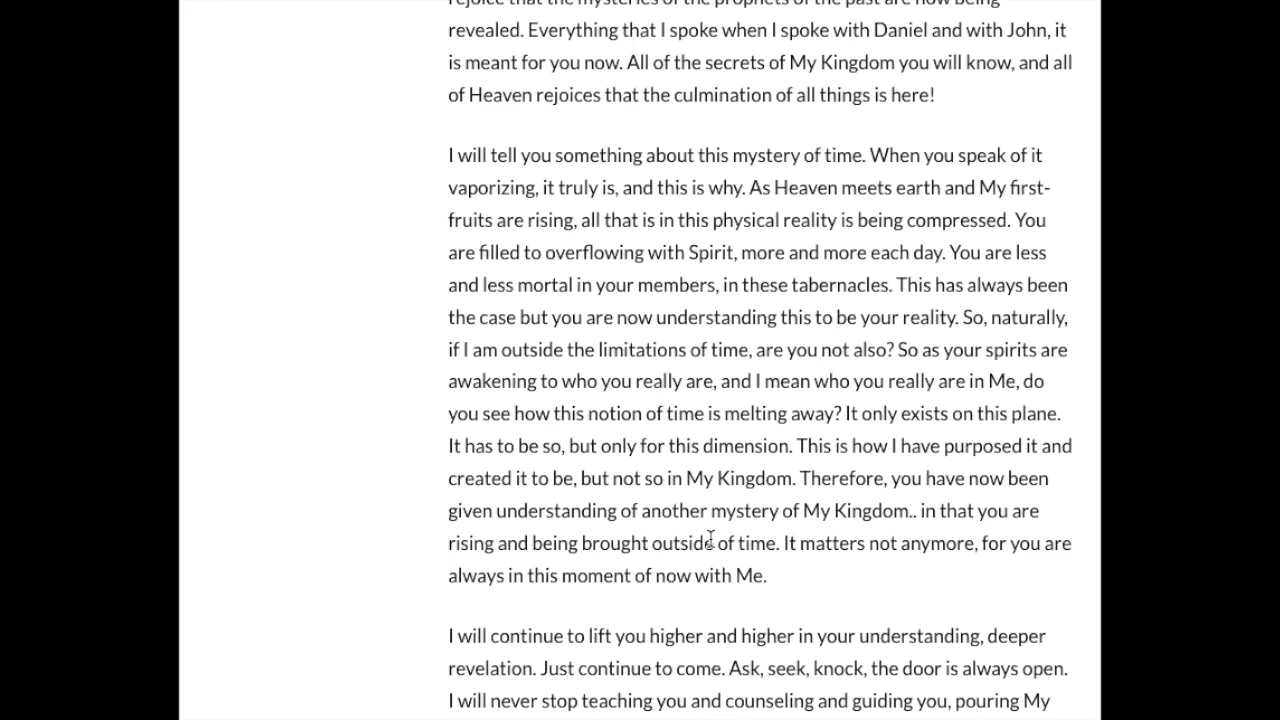 rejoice that the mysteries of the prophets of the past are now being
revealed. Everything that I spoke when I spoke with Daniel and with John, it
is meant for you now. All of the secrets of My Kingdom you will know, and all
of Heaven rejoices that the culmination of all things is here!
I will tell you something about this mystery of time. When you speak of it
vaporizing, it truly is, and this is why. As Heaven meets earth and My first-
fruits are rising, all that is in this physical reality is being compressed. You
are filled to overflowing with Spirit, more and more each day. You are less
and less mortal in your members, in these tabernacles. This has always been
the case but you are now understanding this to be your reality. So, naturally,
if I am outside the limitations of time, are you not also? So as your spirits are
awakening to who you really are, and I mean who you really are in Me, do
you see how this notion of time is melting away? It only exists on this plane.
It has to be so, but only for this dimension. This is how I have purposed it and
created it to be, but not so in My Kingdom. Therefore, you have now been
given understanding of another mystery of My Kingdom.. in that you are
rising and being brought outside of time. It matters not anymore, for you are
always in this moment of now with Me.
I will continue to lift you higher and higher in your understanding, deeper
revelation. Just continue to come. Ask, seek, knock, the door is always open.
I will never stop teaching you and counseling and guiding you, pouring My